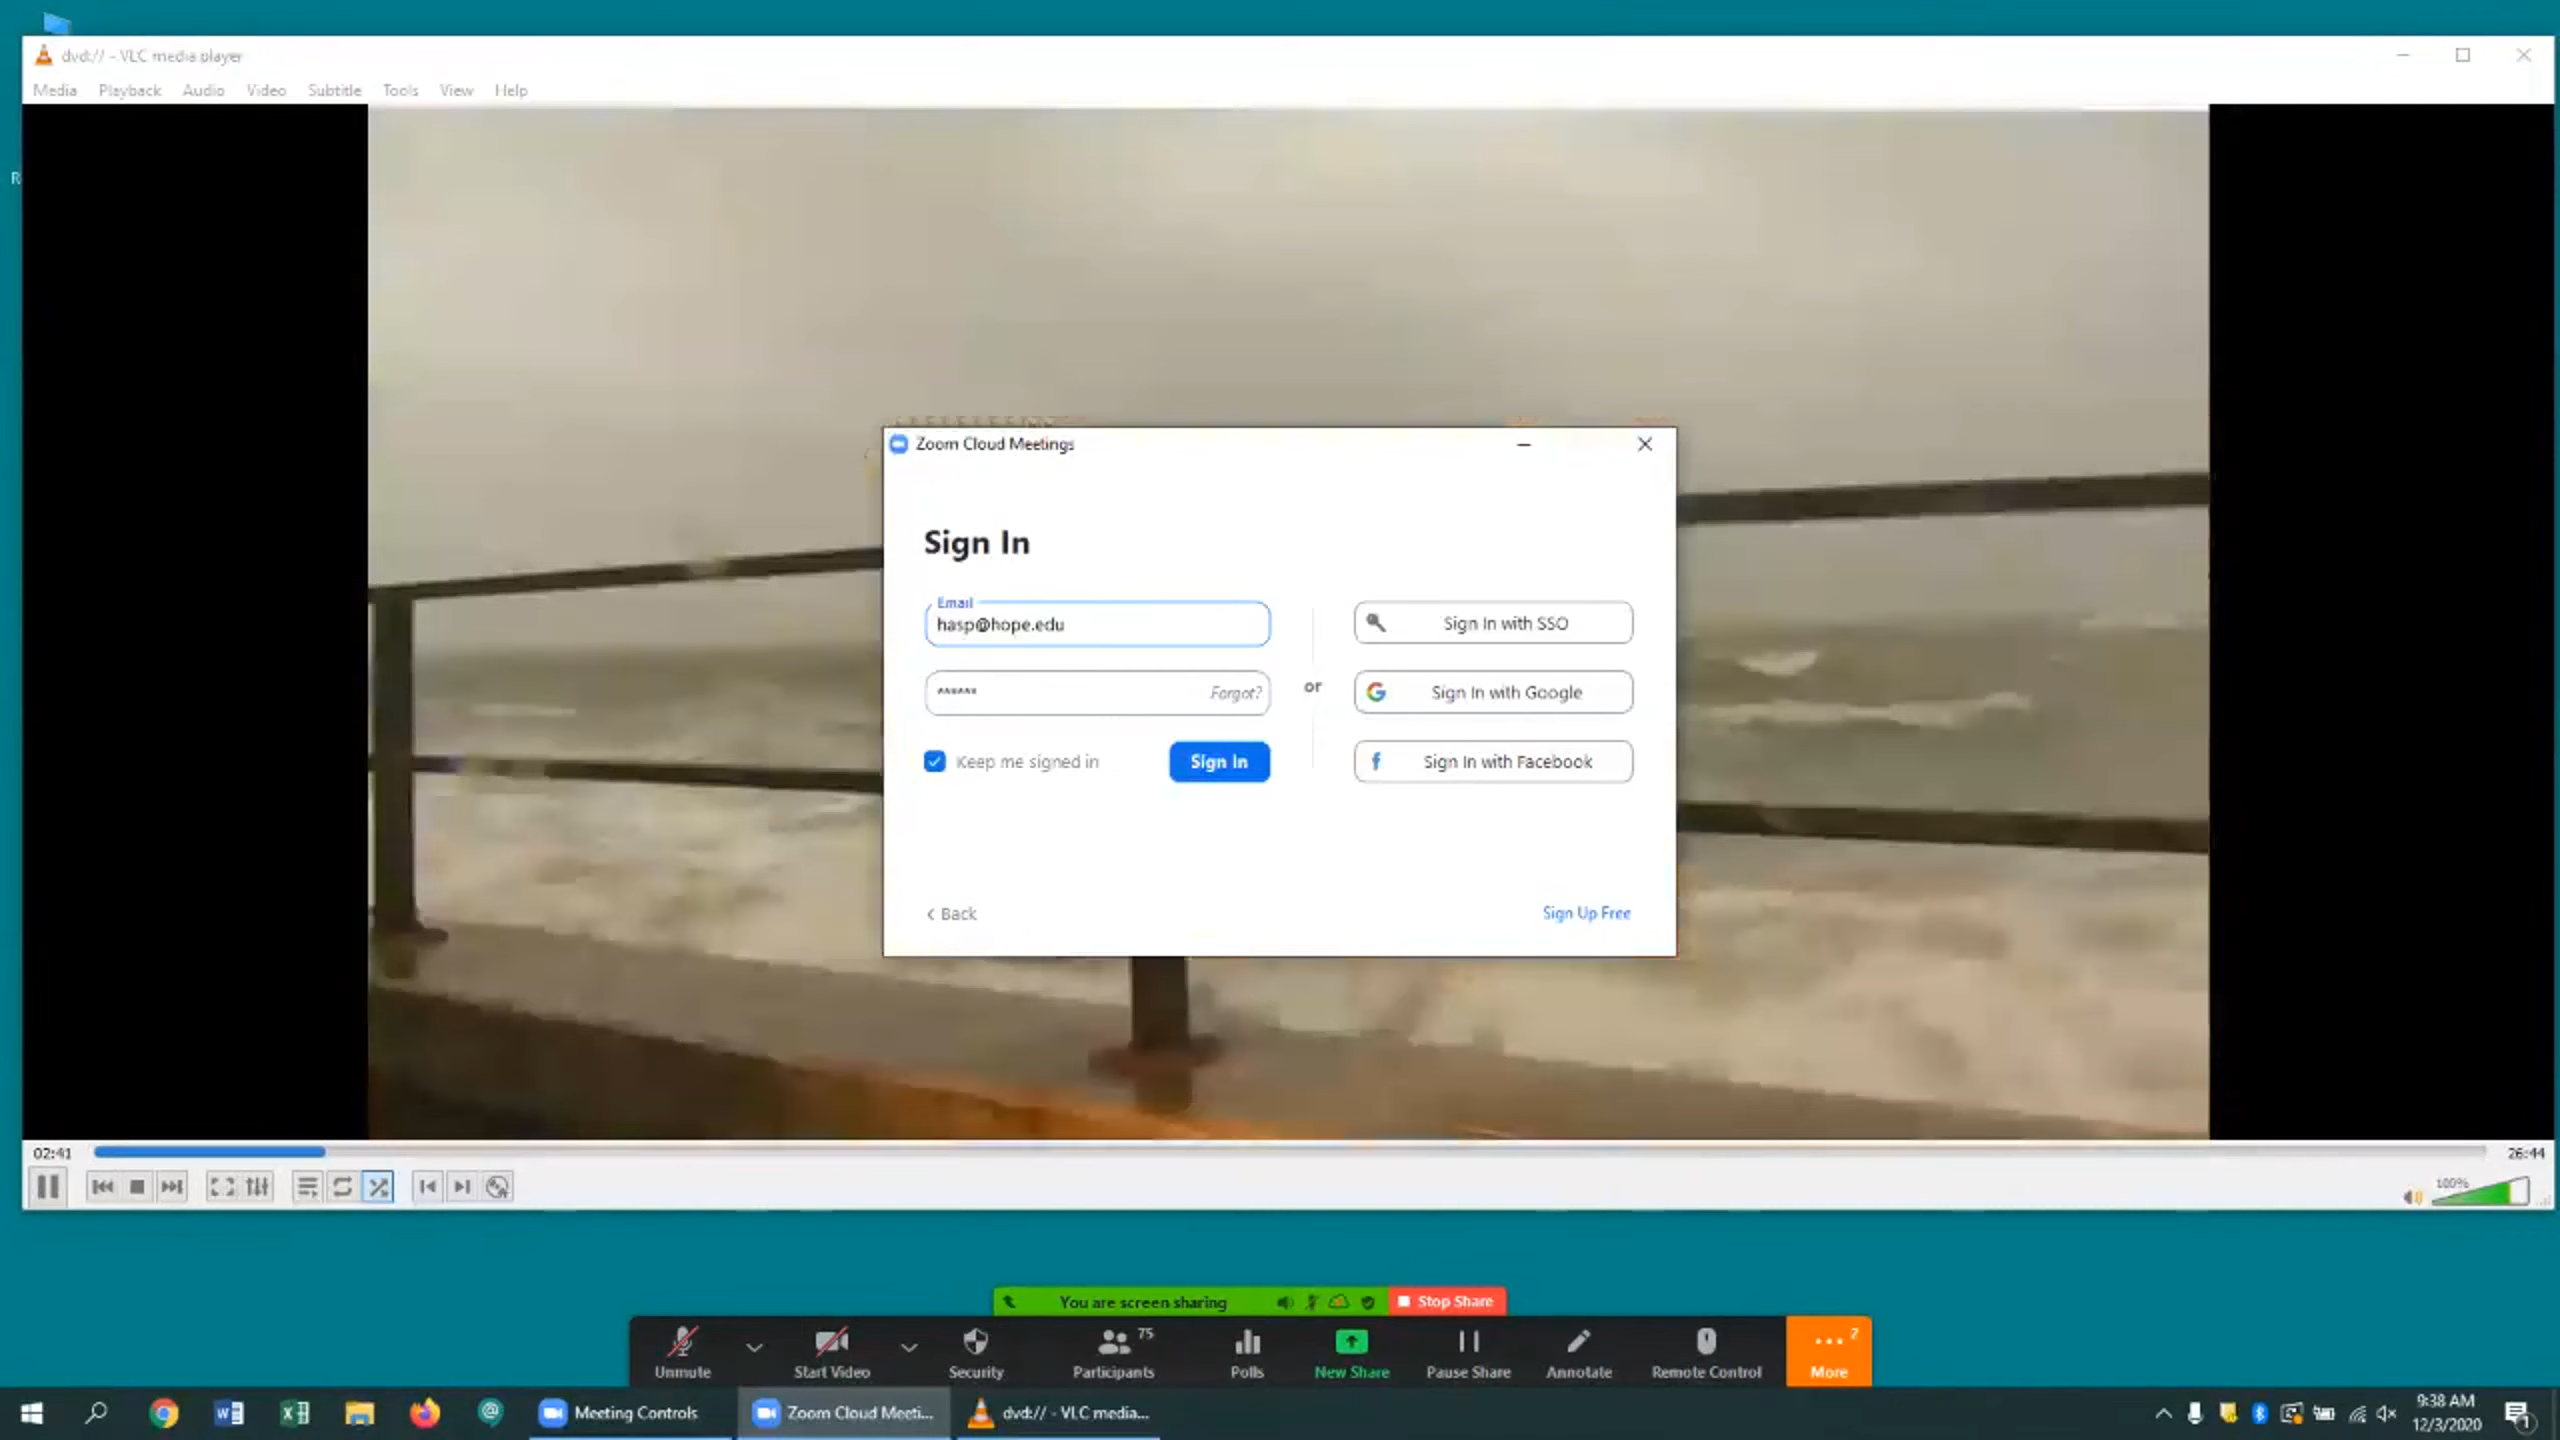 dvd:// - VLC media player
Media Playback Audio Video Subtitle Tools View Help
R
Zoom Cloud Meetings
Sign In
Email
hasp@hope.edu
******* Forgot?
Keep me signed in
Sign In
or
Sign In with SSO
Sign In with Google
Sign In with Facebook
< Back
Sign Up Free
02:41
26:44
100%
You are screen sharing
Stop Share
Unmute
Start Video
Security
75
Participants
Polls
New Share
Pause Share
Annotate
Remote Control
2
More
Meeting Controls
Zoom Cloud Meeti...
dvd:// - VLC media...
9:38 AM
12/3/2020
1